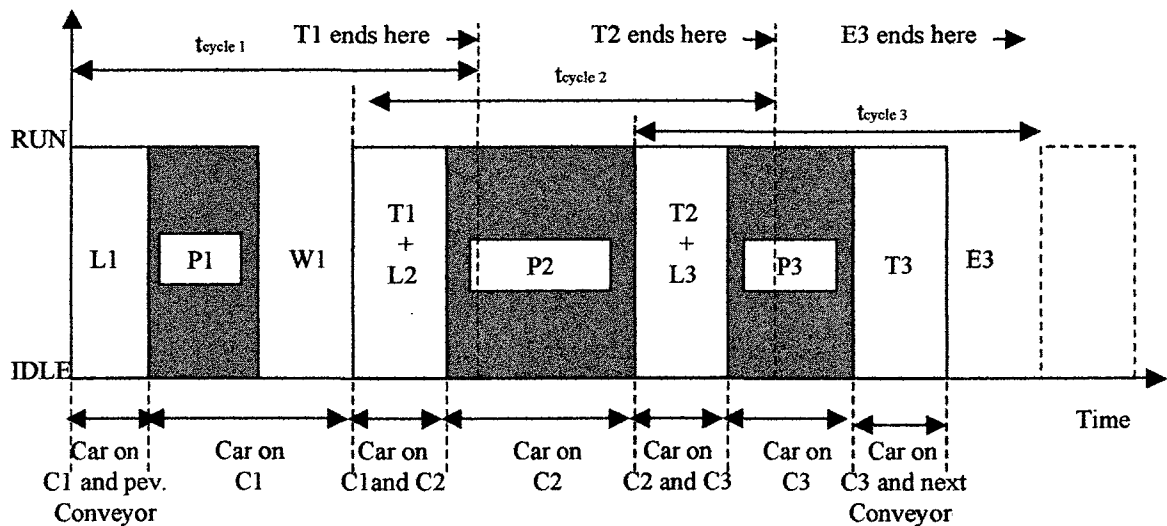 T1 ends here
T2 ends here
E3 ends here
tcycle 1
tcycle 2
tcycle 3
RUN
L1
P1
W1
T1
+
L2
P2
T2
+
L3
P3
T3
E3
IDLE
Time
Car on
C1 and pev.
Conveyor
Car on
C1
Car on
C1and C2
Car on
C2
Car on
C2 and C3
Car on
C3
Car on
C3 and next
Conveyor